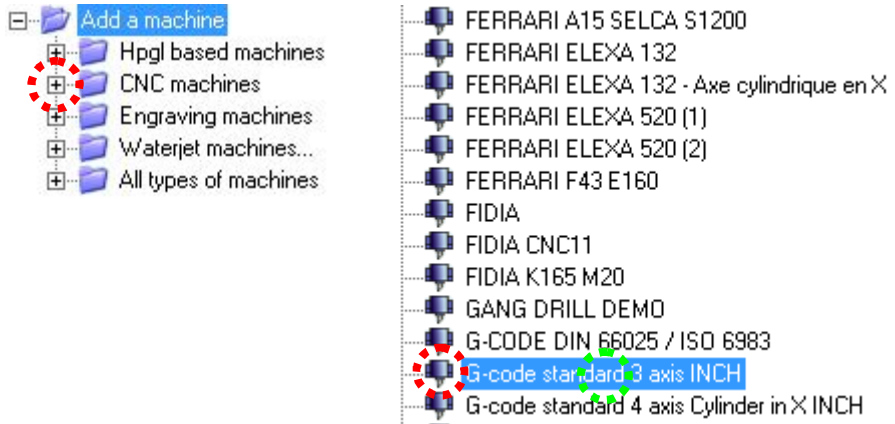 Add a machine
Hpgl based machines
CNC machines
Engraving machines
Waterjet machines...
All types of machines
FERRARI A15 SELCA S1200
FERRARI ELEXA 132
FERRARI ELEXA 132 - Axe cylindrique en X
FERRARI ELEXA 520 (1)
FERRARI ELEXA 520 (2)
FERRARI F43 E160
FIDIA
FIDIA CNC11
FIDIA K165 M20
GANG DRILL DEMO
G-CODE DIN 66025 / ISO 6983
G-code standard 3 axis INCH
G-code standard 4 axis Cylinder in X INCH